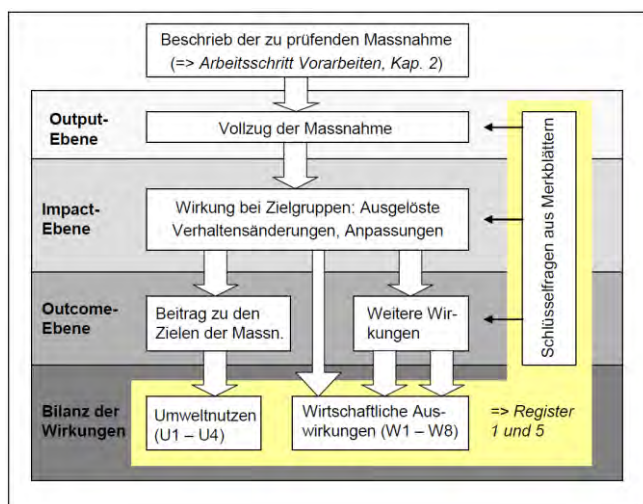 Beschrieb der zu prüfenden Massnahme
(=> Arbeitsschritt Vorarbeiten, Kap. 2)
Output-
Ebene
Vollzug der Massnahme
Impact-
Ebene
Wirkung bei Zielgruppen: Ausgelöste
Verhaltensänderungen, Anpassungen
Outcome-
Ebene
Beitrag zu den
Zielen der Massn.
Weitere Wir-
kungen
Schlüsselfragen aus Merkblättern
Bilanz der
Wirkungen
Umweltnutzen
(U1 – U4)
Wirtschaftliche Aus-
wirkungen (W1 – W8)
=> Register
1 und 5